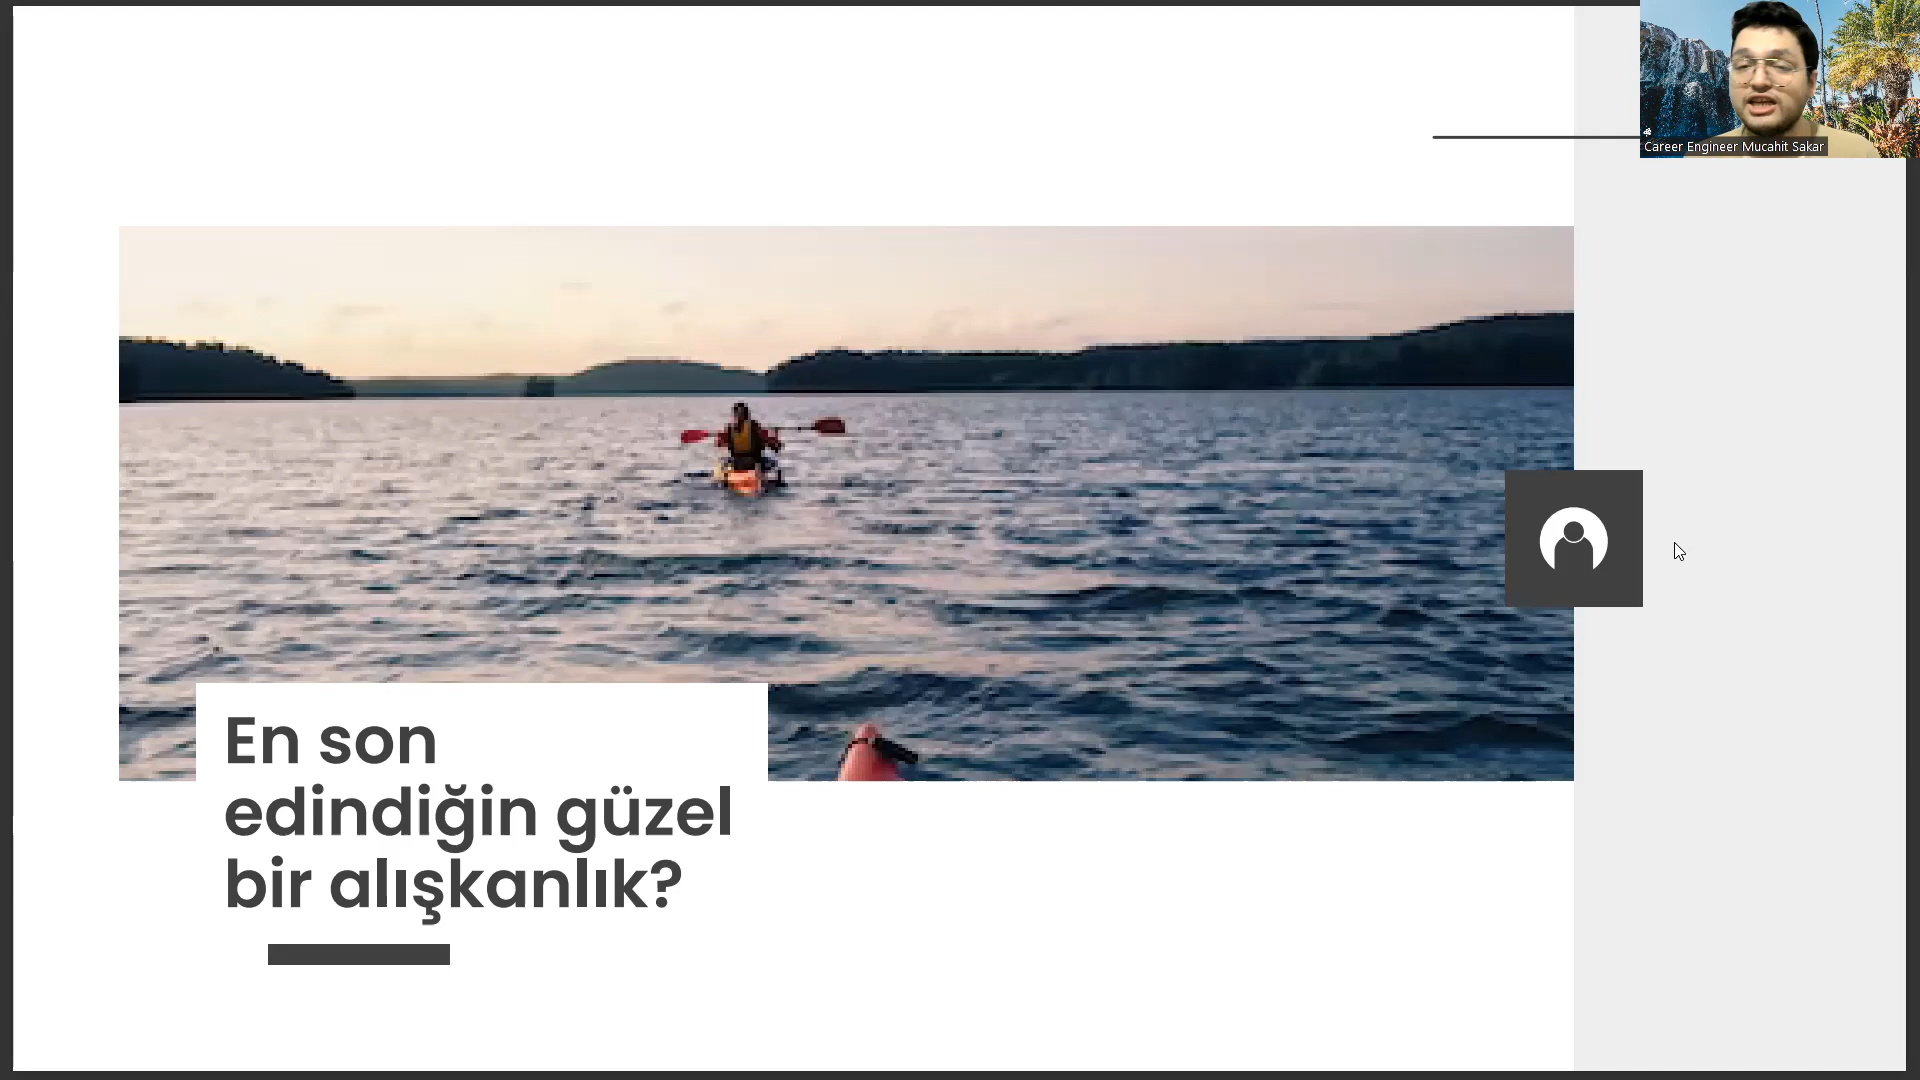 Career Engineer Mucahit Sakar
En son
edindiğin güzel
bir alışkanlık?